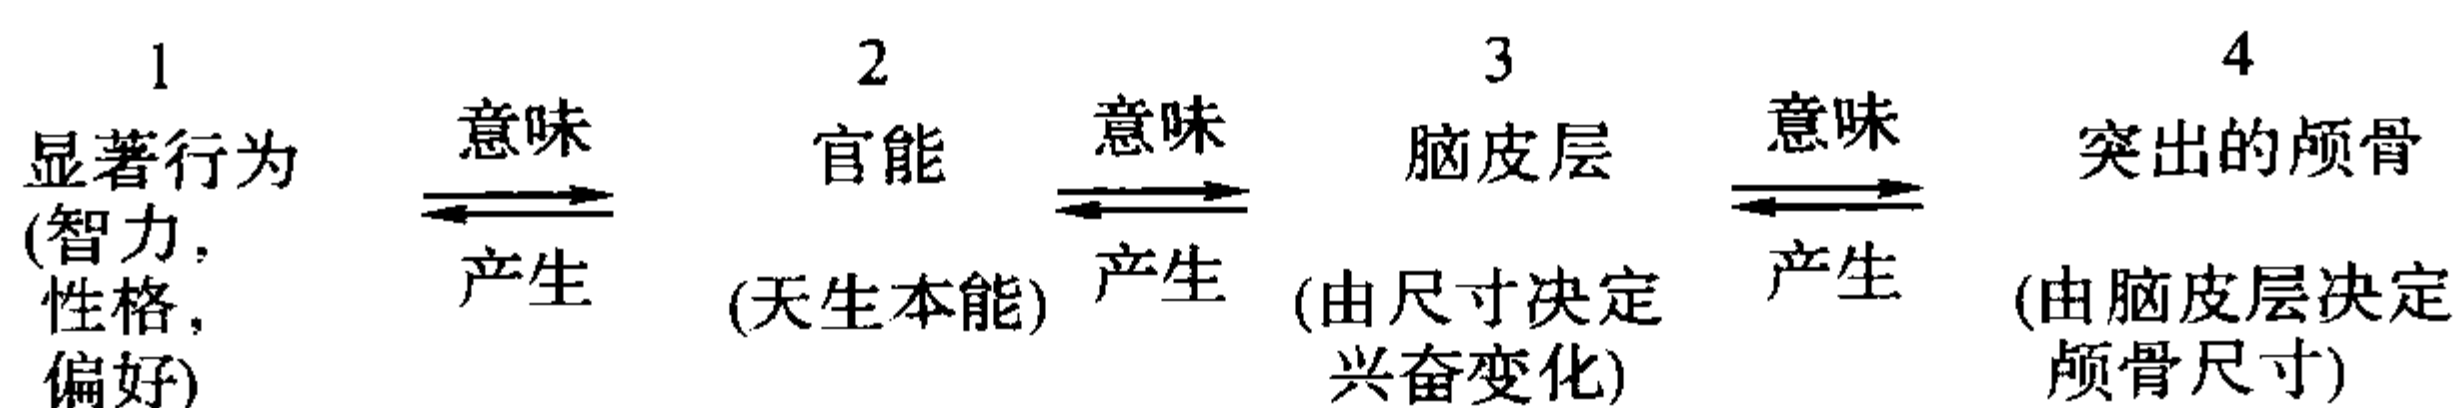 1
显著行为
(智力，
性格，
偏好)
意味
产生
2
官能
(天生本能)
意味
产生
3
脑皮层
(由尺寸决定
兴奋变化)
意味
产生
4
突出的颅骨
(由脑皮层决定
颅骨尺寸)